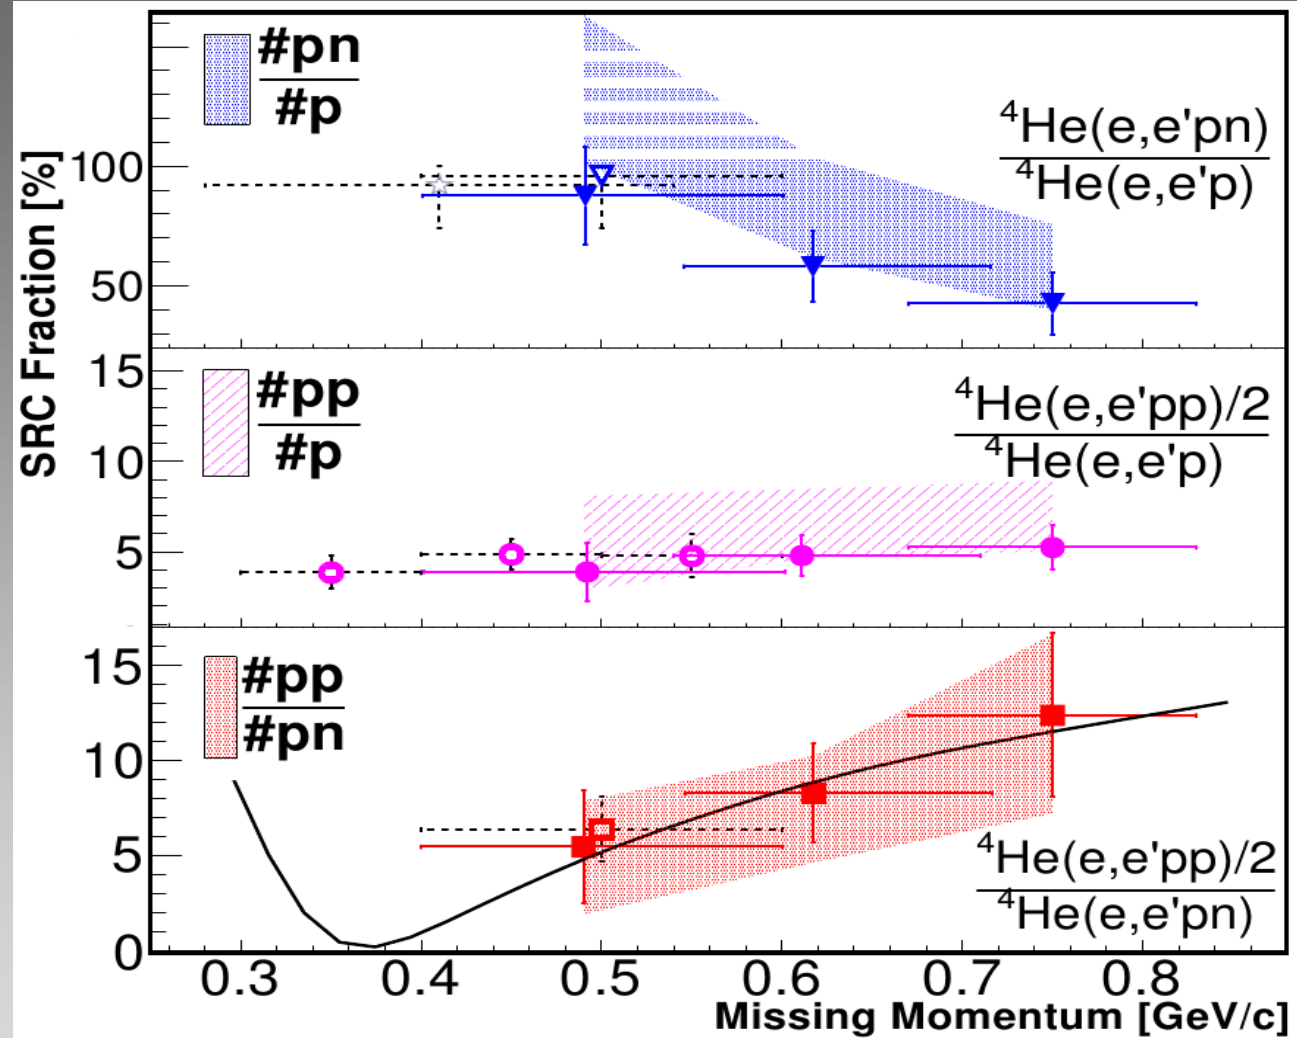 SRC Fraction [%]
#pn
#p
⁴He(e,e'pn)
⁴He(e,e'p)
100
50
#pp
#p
⁴He(e,e'pp)/2
⁴He(e,e'p)
15
10
5
#pp
#pn
⁴He(e,e'pp)/2
⁴He(e,e'pn)
15
10
5
0
0.3 0.4 0.5 0.6 0.7 0.8
Missing Momentum [GeV/c]